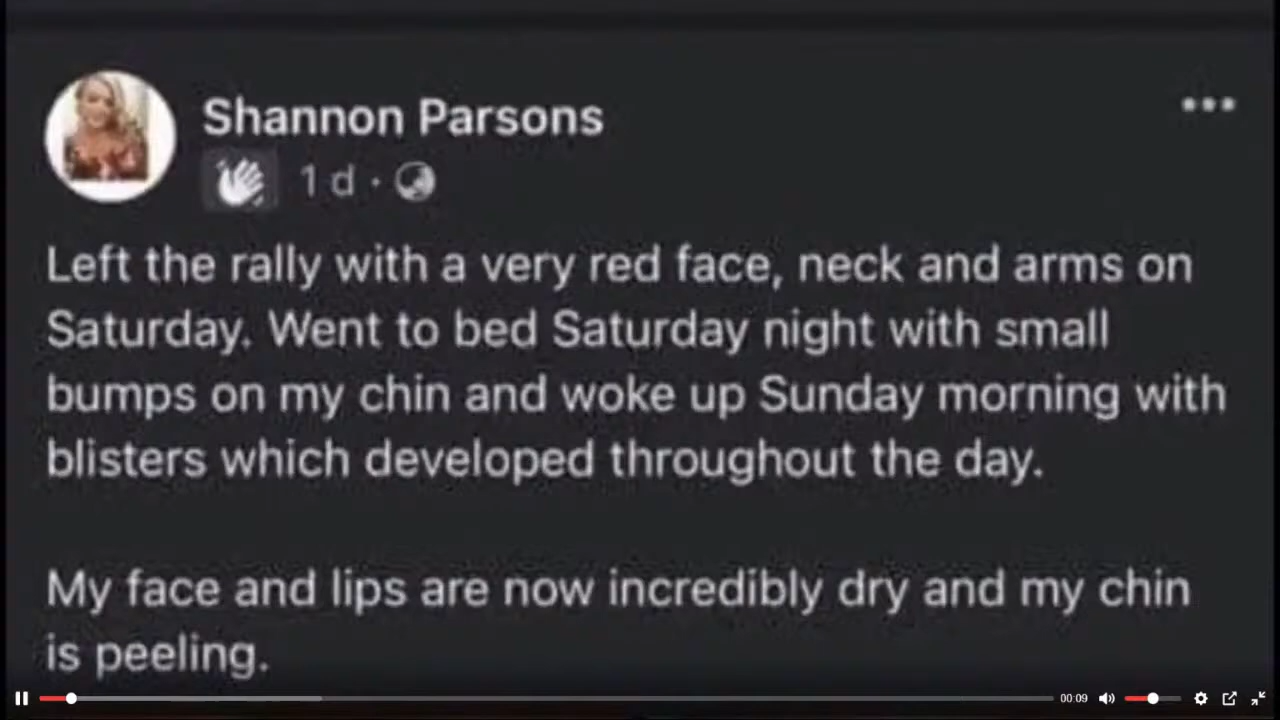 Shannon Parsons
1 d ·
Left the rally with a very red face, neck and arms on
Saturday. Went to bed Saturday night with small
bumps on my chin and woke up Sunday morning with
blisters which developed throughout the day.
My face and lips are now incredibly dry and my chin
is peeling.
00:09